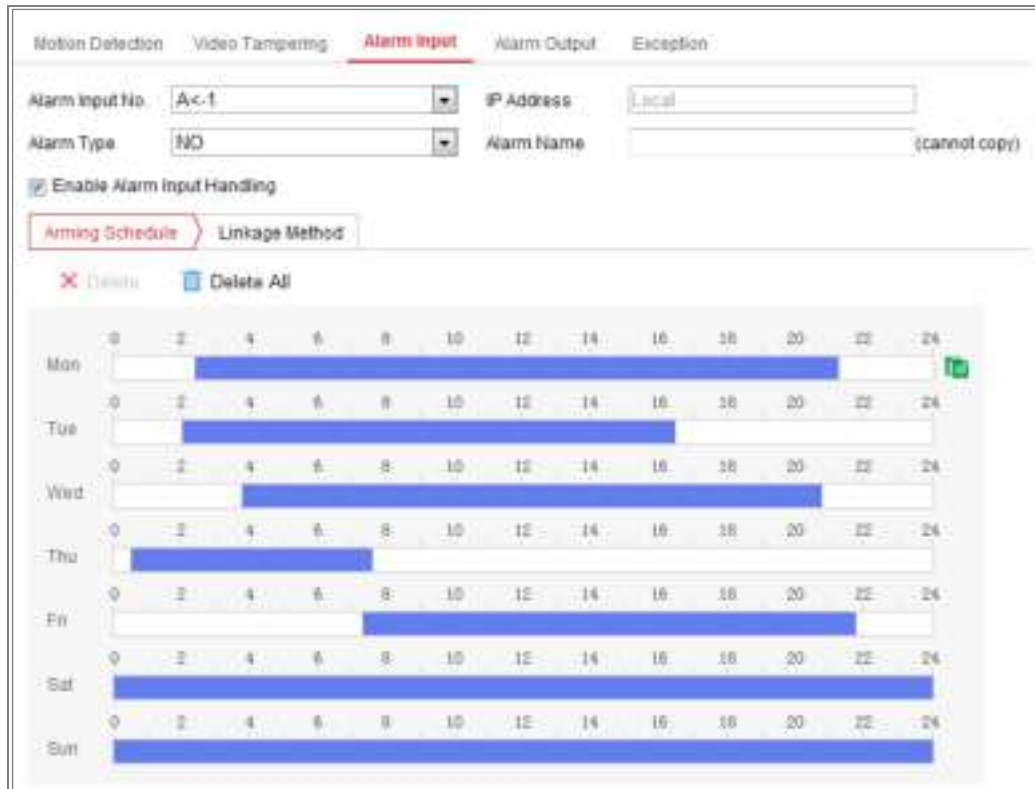 Motion Detection Video Tampering Alarm Input Alarm Output Exception
Alarm Input No. A<-1 IP Address Local
Alarm Type NO Alarm Name (cannot copy)
Enable Alarm Input Handling
Arming Schedule Linkage Method
Delete Delete All
0 2 4 6 8 10 12 14 16 18 20 22 24
Mon
0 2 4 6 8 10 12 14 16 18 20 22 24
Tue
0 2 4 6 8 10 12 14 16 18 20 22 24
Wed
0 2 4 6 8 10 12 14 16 18 20 22 24
Thu
0 2 4 6 8 10 12 14 16 18 20 22 24
Fri
0 2 4 6 8 10 12 14 16 18 20 22 24
Sat
0 2 4 6 8 10 12 14 16 18 20 22 24
Sun